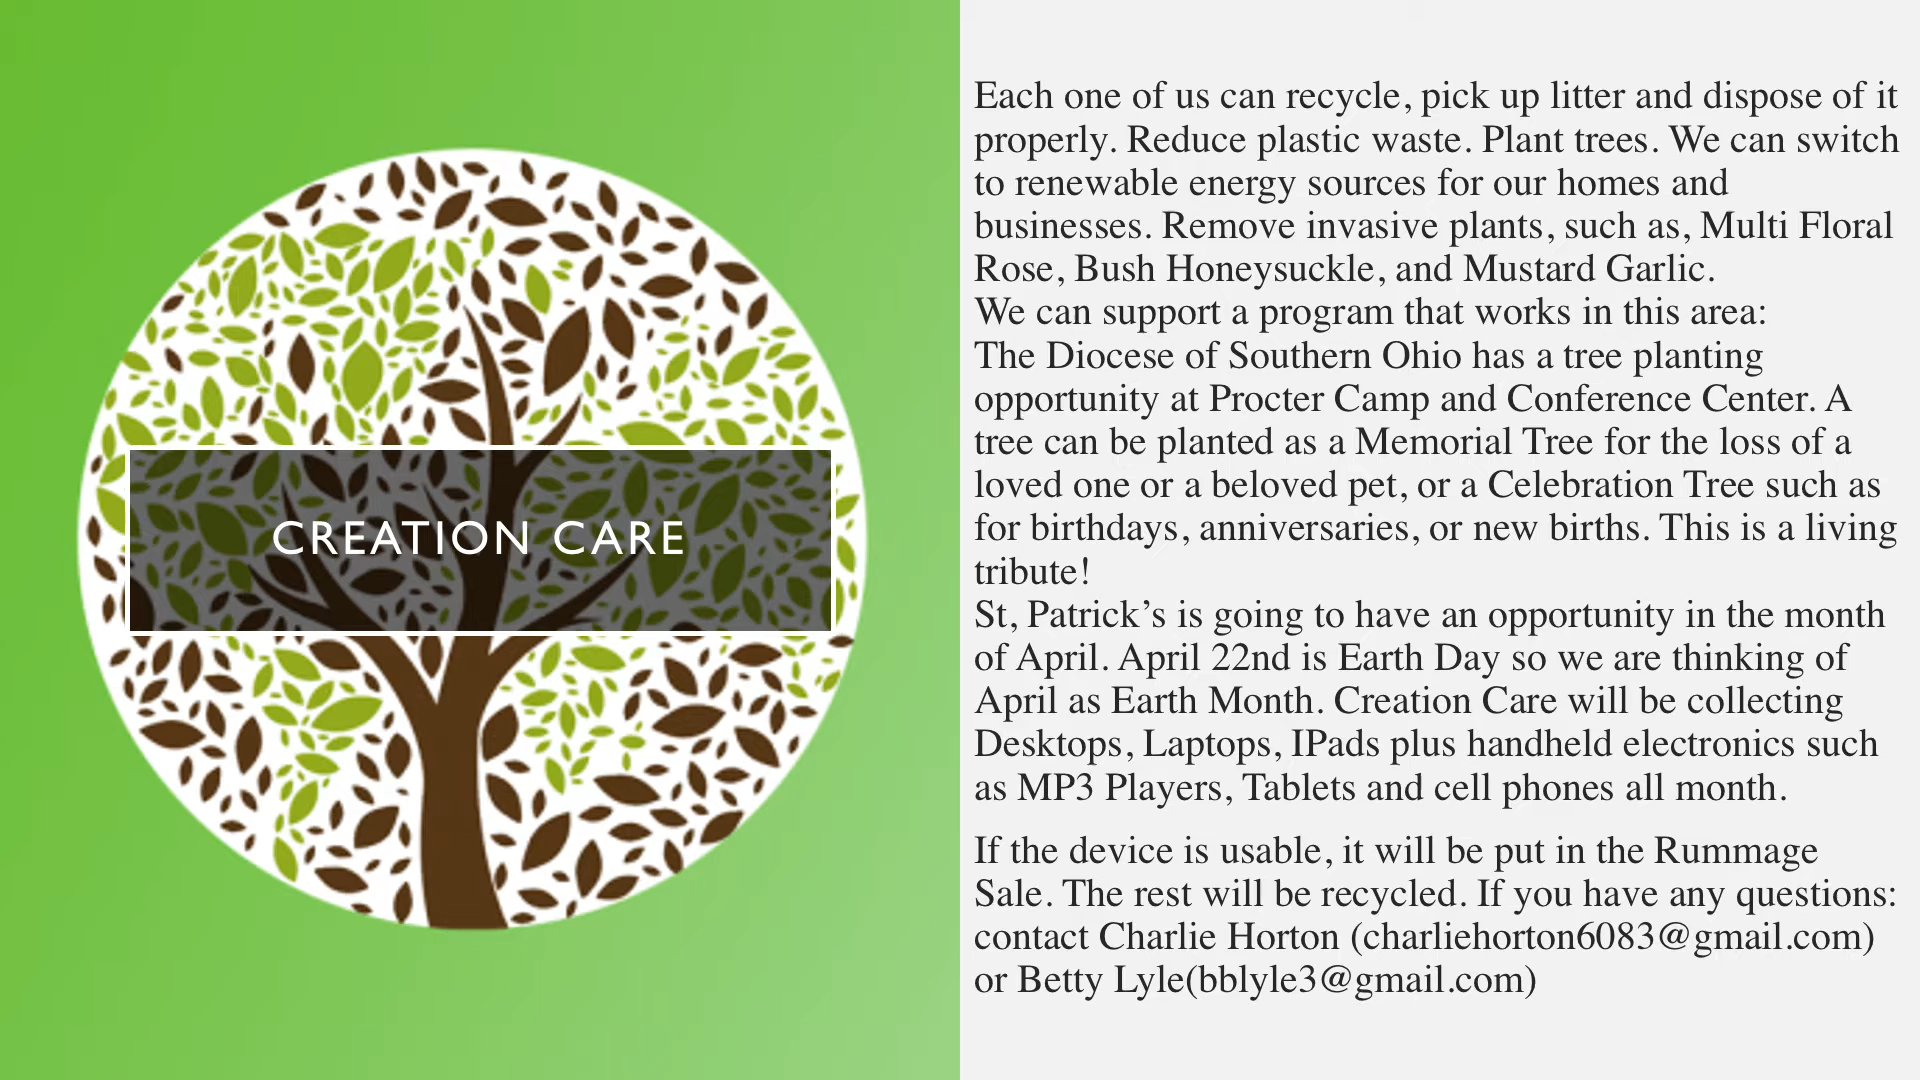 CREATION CARE
Each one of us can recycle, pick up litter and dispose of it
properly. Reduce plastic waste. Plant trees. We can switch
to renewable energy sources for our homes and
businesses. Remove invasive plants, such as, Multi Floral
Rose, Bush Honeysuckle, and Mustard Garlic.
We can support a program that works in this area:
The Diocese of Southern Ohio has a tree planting
opportunity at Procter Camp and Conference Center. A
tree can be planted as a Memorial Tree for the loss of a
loved one or a beloved pet, or a Celebration Tree such as
for birthdays, anniversaries, or new births. This is a living
tribute!
St, Patrick’s is going to have an opportunity in the month
of April. April 22nd is Earth Day so we are thinking of
April as Earth Month. Creation Care will be collecting
Desktops, Laptops, IPads plus handheld electronics such
as MP3 Players, Tablets and cell phones all month.
If the device is usable, it will be put in the Rummage
Sale. The rest will be recycled. If you have any questions:
contact Charlie Horton (charliehorton6083@gmail.com)
or Betty Lyle(bblyle3@gmail.com)